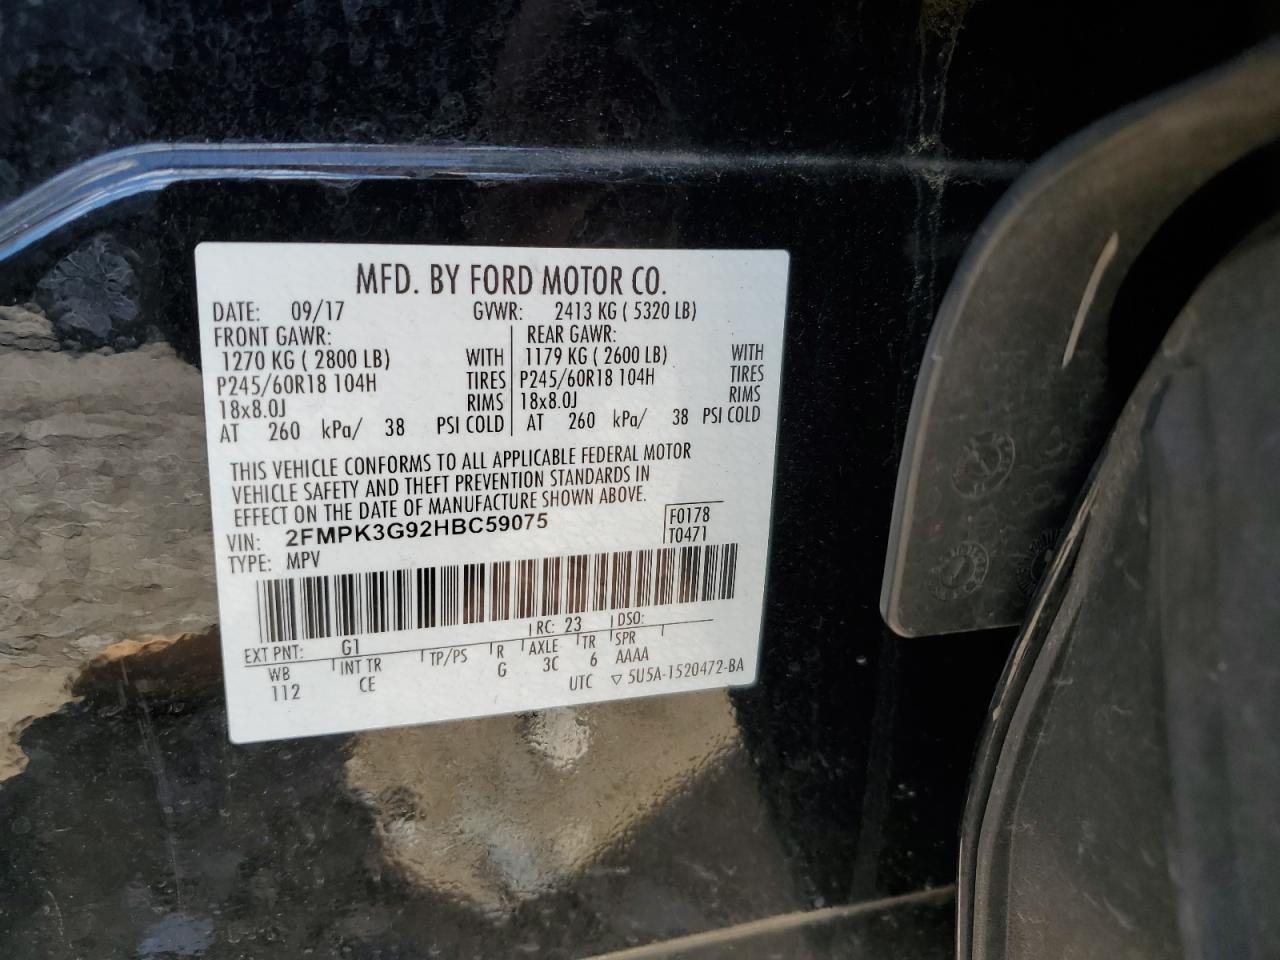 MFD. BY FORD MOTOR CO.
DATE: 09/17 GVWR: 2413 KG ( 5320 LB)
FRONT GAWR: REAR GAWR:
1270 KG ( 2800 LB) WITH 1179 KG ( 2600 LB) WITH
P245/60R18 104H TIRES P245/60R18 104H TIRES
18x8.0J RIMS 18x8.0J RIMS
AT 260 kPa/ 38 PSI COLD AT 260 kPa/ 38 PSI COLD
THIS VEHICLE CONFORMS TO ALL APPLICABLE FEDERAL MOTOR
VEHICLE SAFETY AND THEFT PREVENTION STANDARDS IN
EFFECT ON THE DATE OF MANUFACTURE SHOWN ABOVE.
VIN: 2FMPK3G92HBC59075 F0178
TYPE: MPV T0471
EXT PNT: G1 RC: 23 DSO:
WB INT TR TP/PS R AXLE TR SPR
112 CE G 3C 6 AAAA
UTC ▽ 5U5A-1520472-BA